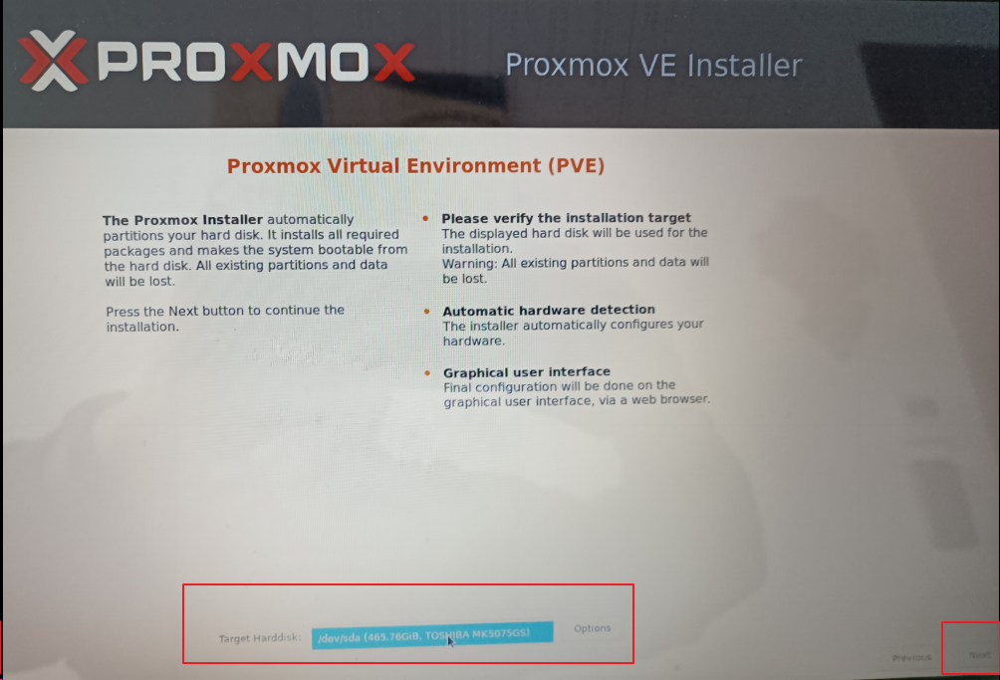 PROXMOX
Proxmox VE Installer
Proxmox Virtual Environment (PVE)
The Proxmox Installer automatically
partitions your hard disk. It installs all required
packages and makes the system bootable from
the hard disk. All existing partitions and data
will be lost.
Press the Next button to continue the
installation.
Please verify the installation target
The displayed hard disk will be used for the
installation.
Warning: All existing partitions and data will
be lost.
Automatic hardware detection
The installer automatically configures your
hardware.
Graphical user interface
Final configuration will be done on the
graphical user interface, via a web browser.
Target Harddisk:
/dev/sda (465.76GiB, TOSHIBA MK5075GS)
Options
Previous
Next